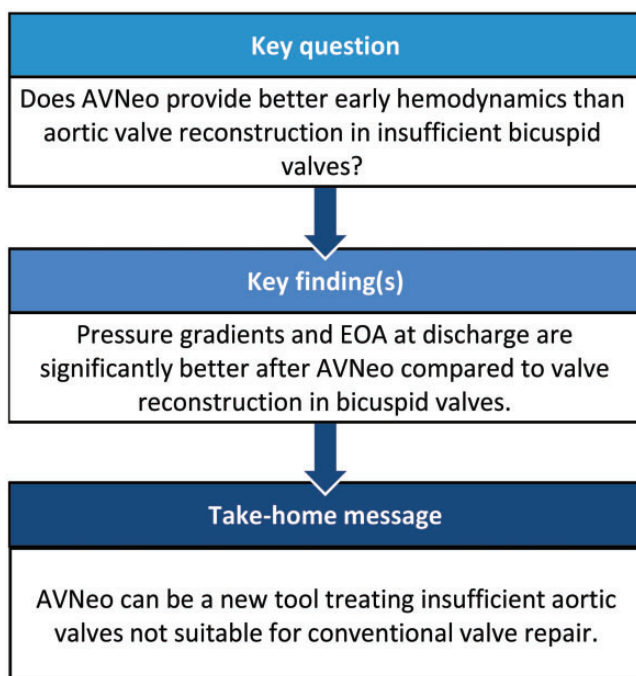 Key question
Does AVNeo provide better early hemodynamics than
aortic valve reconstruction in insufficient bicuspid
valves?
Key finding(s)
Pressure gradients and EOA at discharge are
significantly better after AVNeo compared to valve
reconstruction in bicuspid valves.
Take-home message
AVNeo can be a new tool treating insufficient aortic
valves not suitable for conventional valve repair.